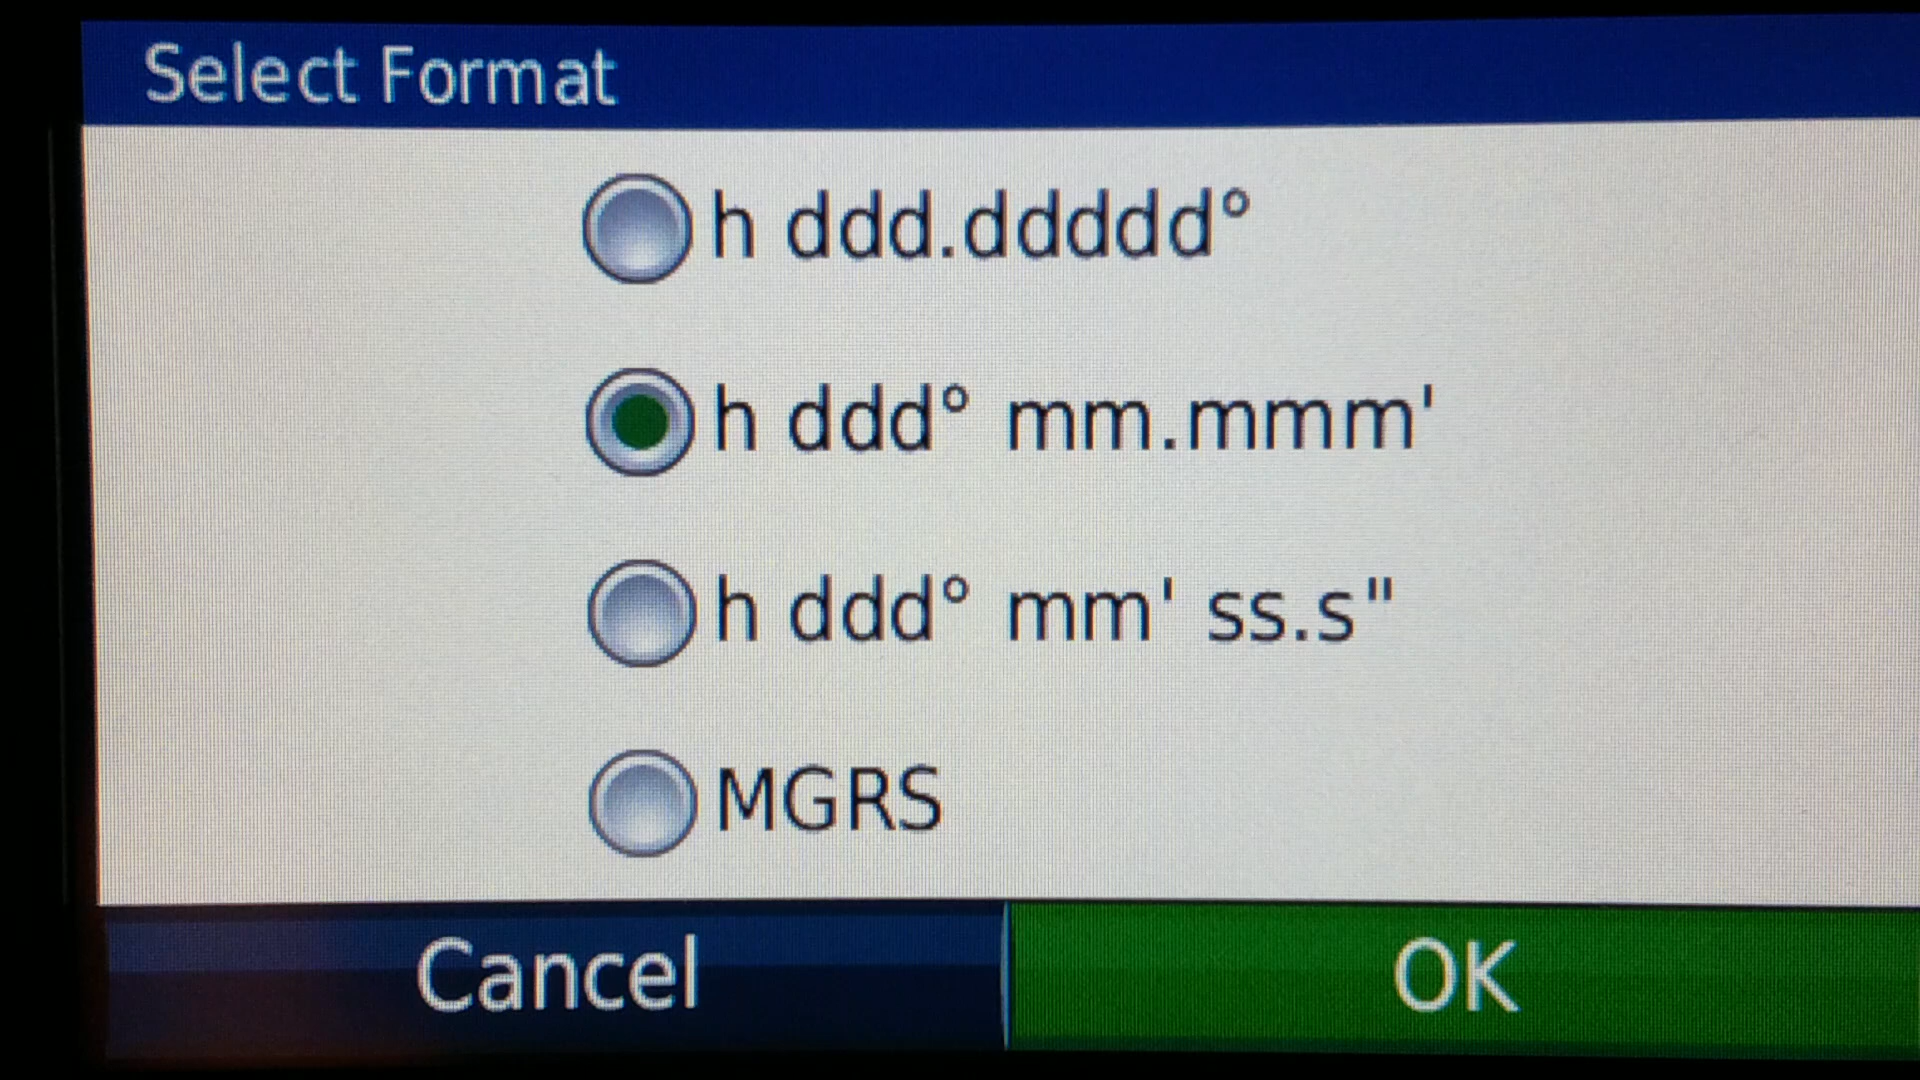 Select Format
h ddd.ddddd°
h ddd° mm.mmm'
h ddd° mm' ss.s"
MGRS
Cancel
OK